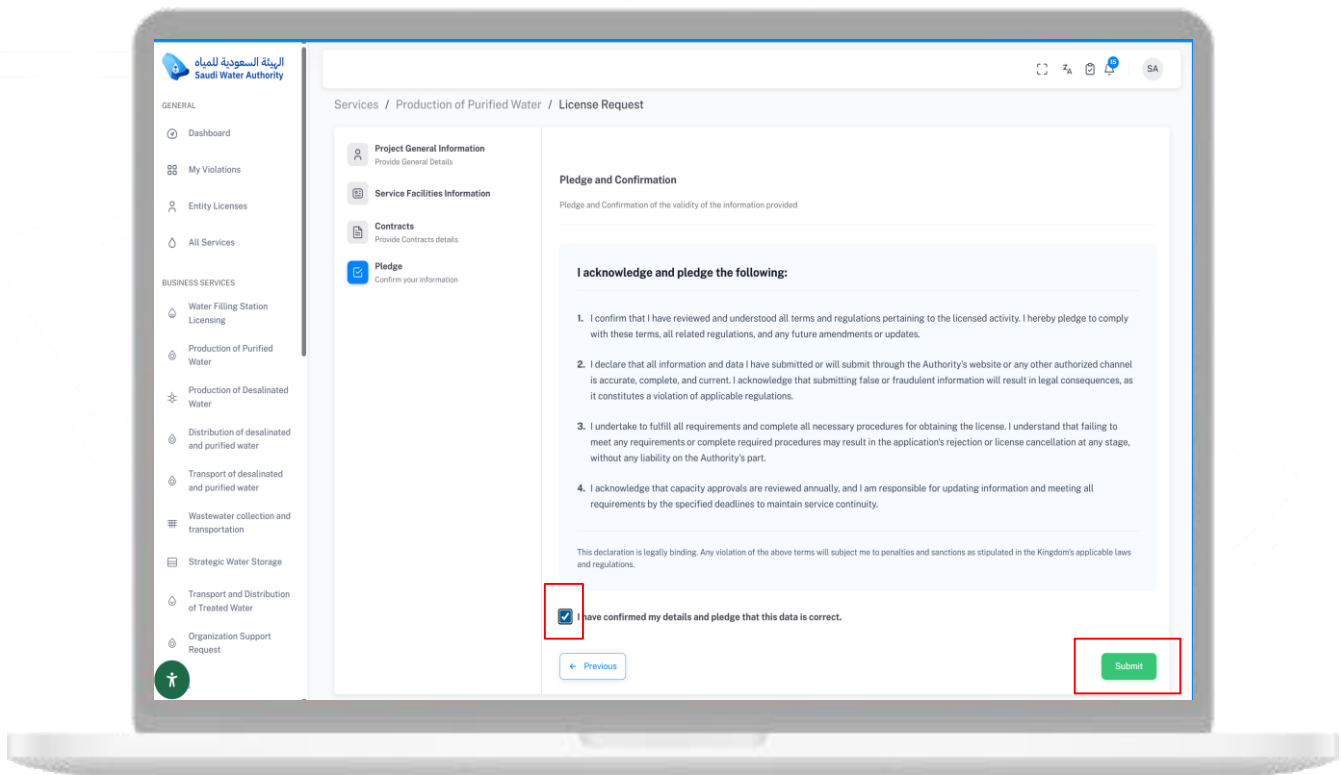 الهيئة السعودية للمياه
Saudi Water Authority
GENERAL
Dashboard
My Violations
Entity Licenses
All Services
BUSINESS SERVICES
Water Filling Station
Licensing
Production of Purified
Water
Production of Desalinated
Water
Distribution of desalinated
and purified water
Transport of desalinated
and purified water
Wastewater collection and
transportation
Strategic Water Storage
Transport and Distribution
of Treated Water
Organization Support
Request
15
SA
Services / Production of Purified Water / License Request
Project General Information
Provide General Details
Service Facilities Information
Contracts
Provide Contracts details
Pledge
Confirm your information
Pledge and Confirmation
Pledge and Confirmation of the validity of the information provided
I acknowledge and pledge the following:
1. I confirm that I have reviewed and understood all terms and regulations pertaining to the licensed activity. I hereby pledge to comply
with these terms, all related regulations, and any future amendments or updates.
2. I declare that all information and data I have submitted or will submit through the Authority's website or any other authorized channel
is accurate, complete, and current. I acknowledge that submitting false or fraudulent information will result in legal consequences, as
it constitutes a violation of applicable regulations.
3. I undertake to fulfill all requirements and complete all necessary procedures for obtaining the license. I understand that failing to
meet any requirements or complete required procedures may result in the application's rejection or license cancellation at any stage,
without any liability on the Authority's part.
4. I acknowledge that capacity approvals are reviewed annually, and I am responsible for updating information and meeting all
requirements by the specified deadlines to maintain service continuity.
This declaration is legally binding. Any violation of the above terms will subject me to penalties and sanctions as stipulated in the Kingdom's applicable laws
and regulations.
I have confirmed my details and pledge that this data is correct.
← Previous
Submit